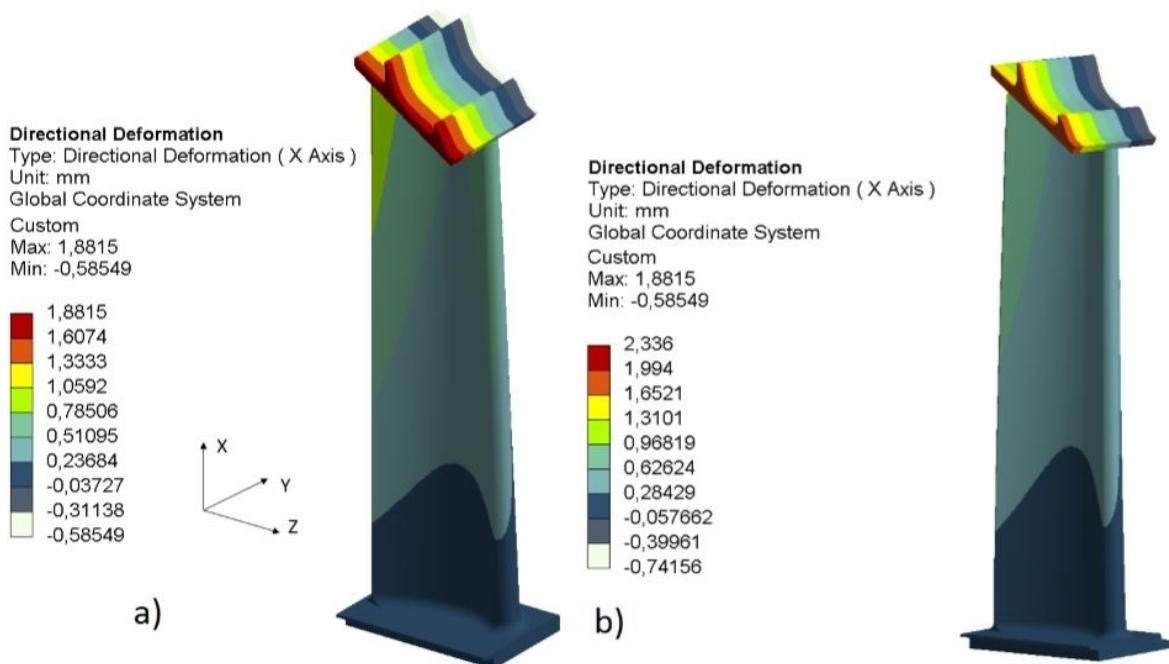 Directional Deformation
Type: Directional Deformation ( X Axis )
Unit: mm
Global Coordinate System
Custom
Max: 1,8815
Min: -0,58549
1,8815
1,6074
1,3333
1,0592
0,78506
0,51095
0,23684
-0,03727
-0,31138
-0,58549
X
Y
Z
a)
Directional Deformation
Type: Directional Deformation ( X Axis )
Unit: mm
Global Coordinate System
Custom
Max: 1,8815
Min: -0,58549
2,336
1,994
1,6521
1,3101
0,96819
0,62624
0,28429
-0,057662
-0,39961
-0,74156
b)